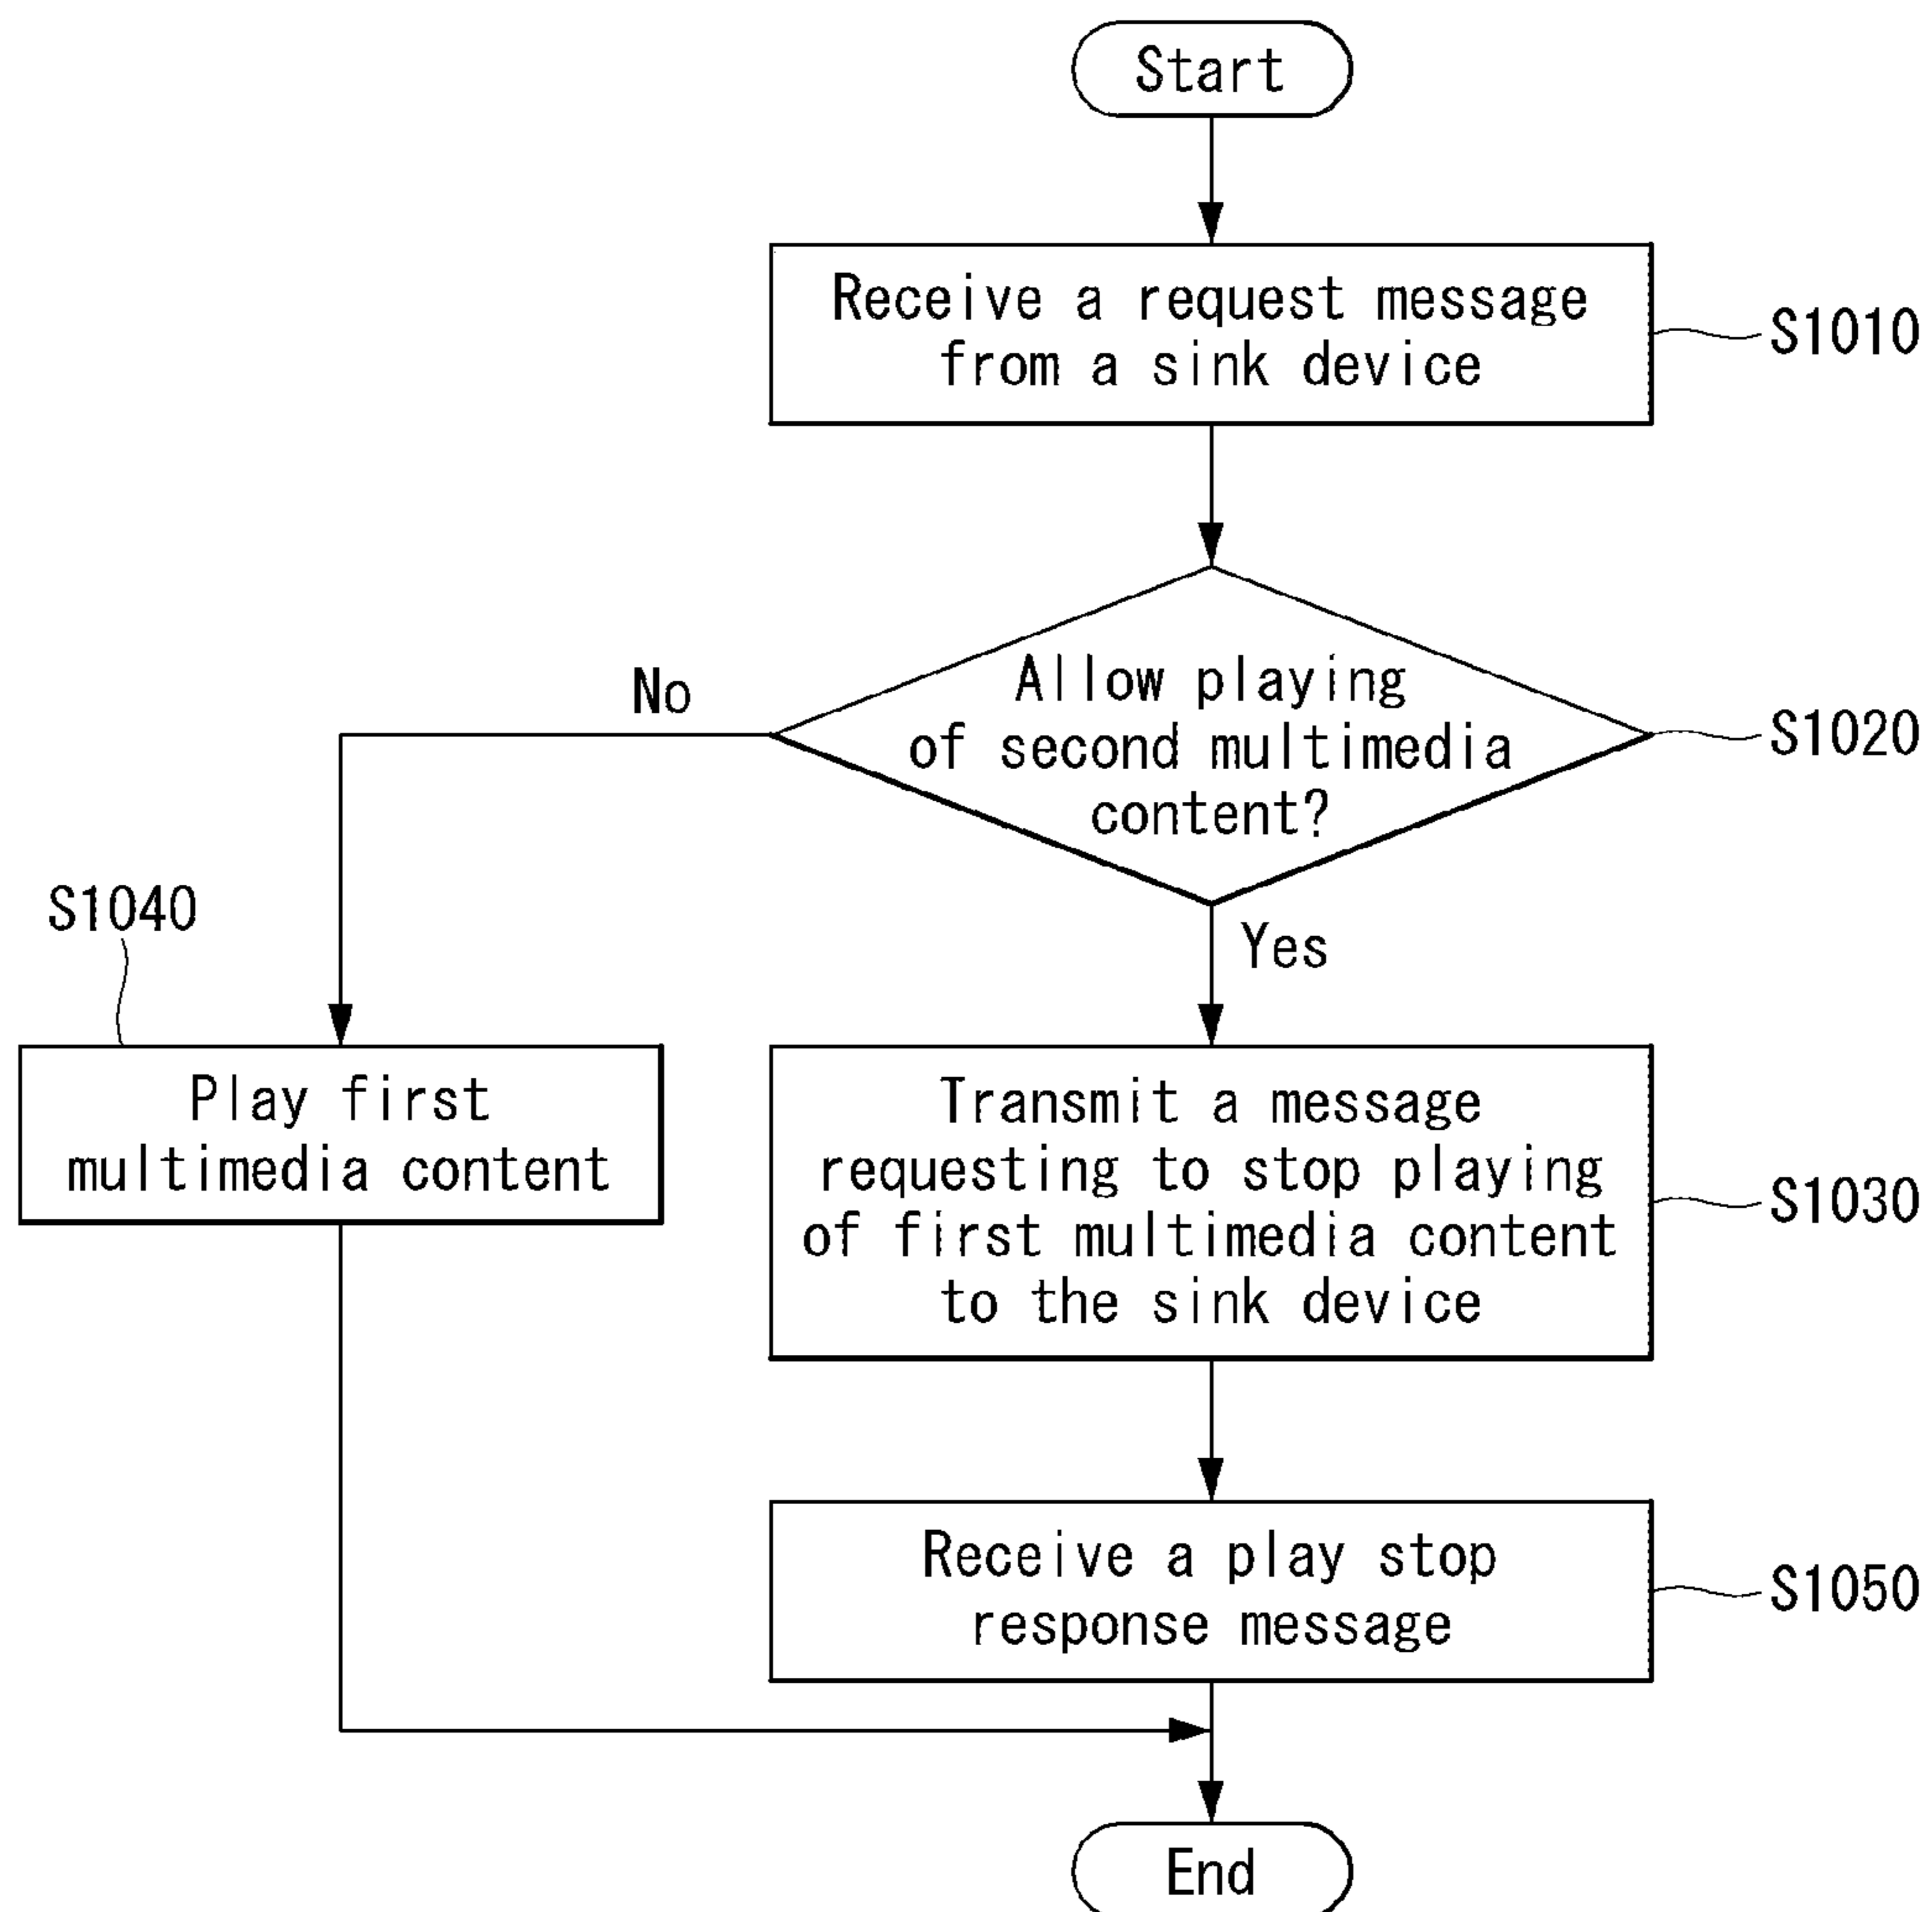 Start
Receive a request message
from a sink device
S1010
Allow playing
of second multimedia
content?
S1020
No
Yes
S1040
Play first
multimedia content
Transmit a message
requesting to stop playing
of first multimedia content
to the sink device
S1030
Receive a play stop
response message
S1050
End